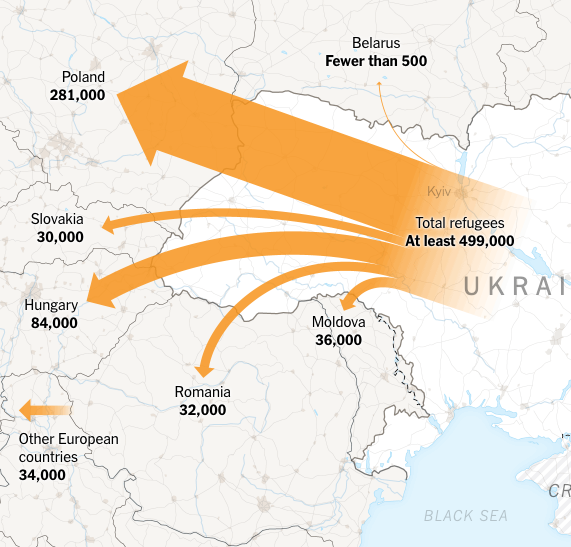 Belarus
Fewer than 500
Poland
281,000
Kyiv
Total refugees
At least 499,000
Slovakia
30,000
UKRAI
Hungary
84,000
Moldova
36,000
Romania
32,000
Other European
countries
34,000
CR
BLACK SEA